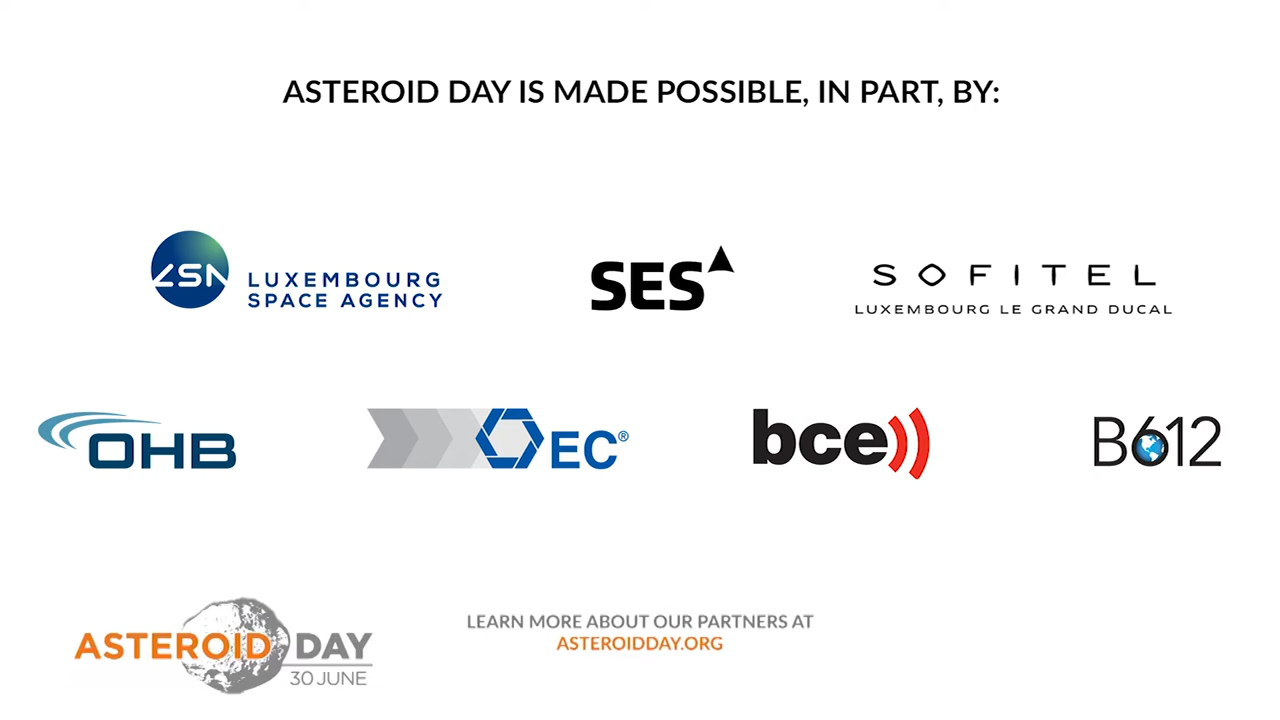 ASTEROID DAY IS MADE POSSIBLE, IN PART, BY:
LSA
LUXEMBOURG
SPACE AGENCY
SES
SOFITEL
LUXEMBOURG LE GRAND DUCAL
OHB
EC®
bce
B612
ASTEROID DAY
30 JUNE
LEARN MORE ABOUT OUR PARTNERS AT
ASTEROIDDAY.ORG